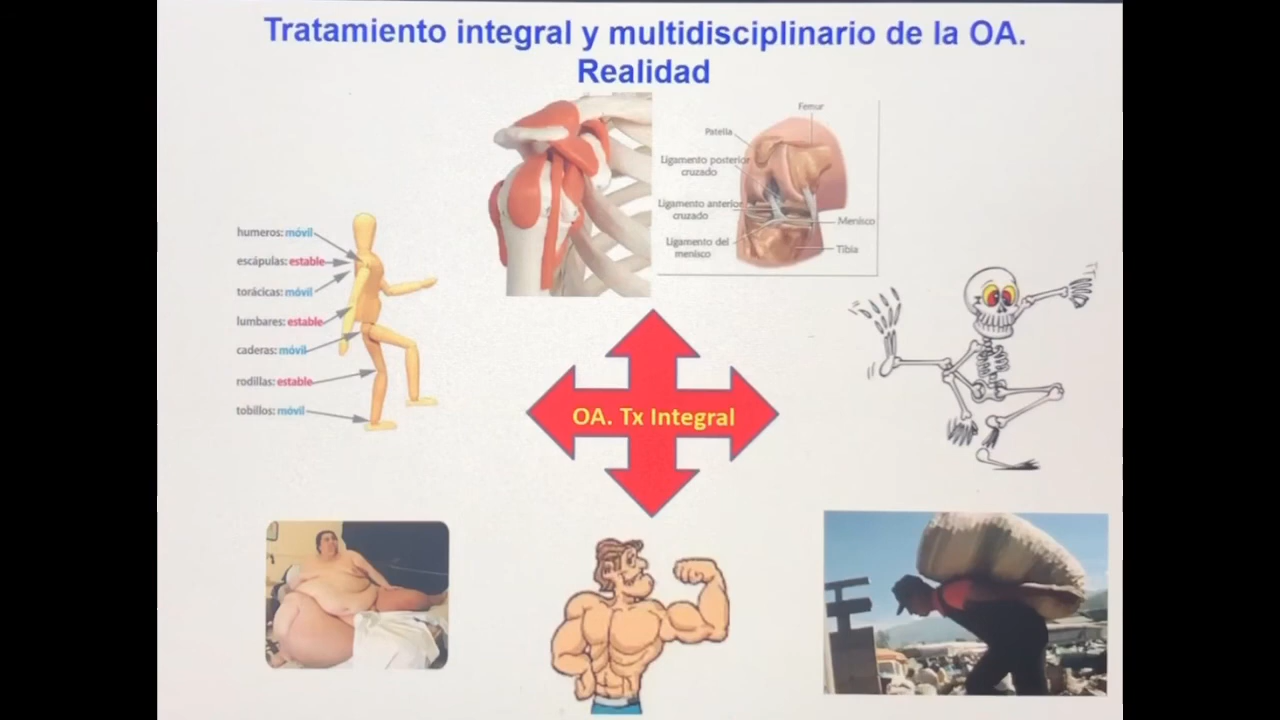 Tratamiento integral y multidisciplinario de la OA.
Realidad
Femur
Patella
Ligamento posterior
cruzado
Ligamento anterior
cruzado
Menisco
Ligamento del
menisco
Tibia
humeros: móvil
escápulas: estable
torácicas: móvil
lumbares: estable
caderas: móvil
rodillas: estable
tobillos: móvil
OA. Tx Integral